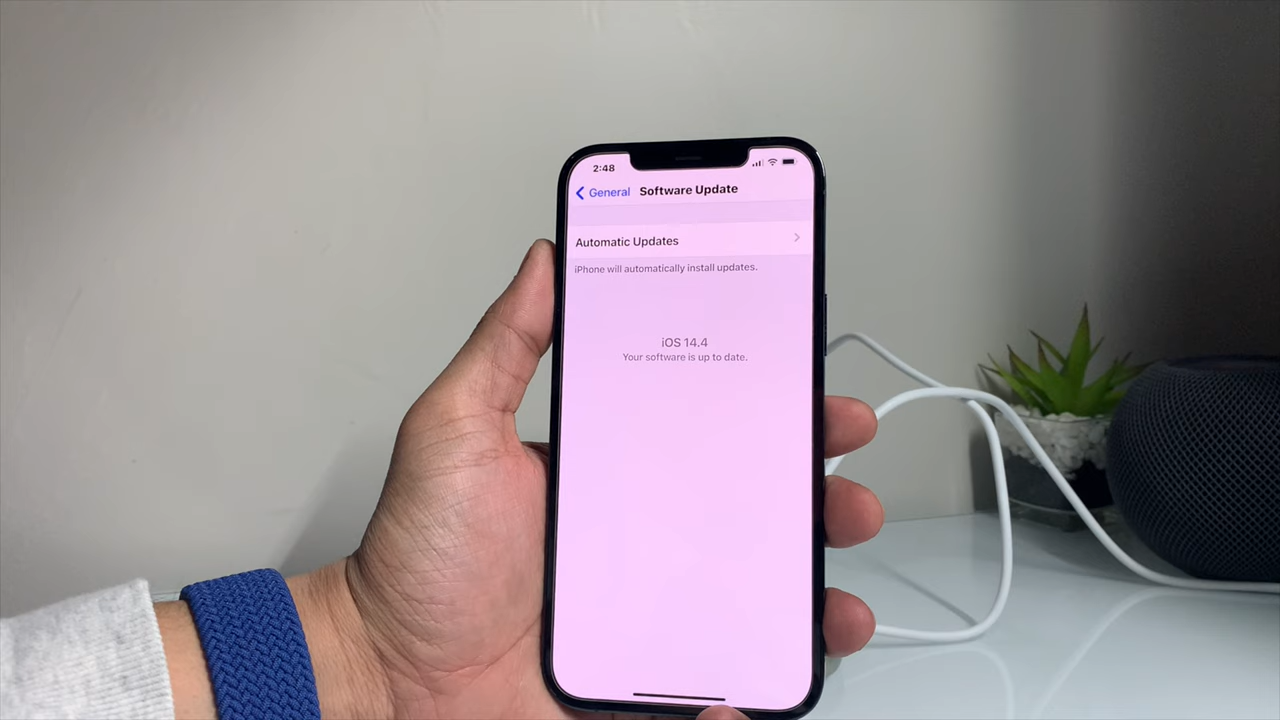 2:48
General Software Update
Automatic Updates
iPhone will automatically install updates.
iOS 14.4
Your software is up to date.